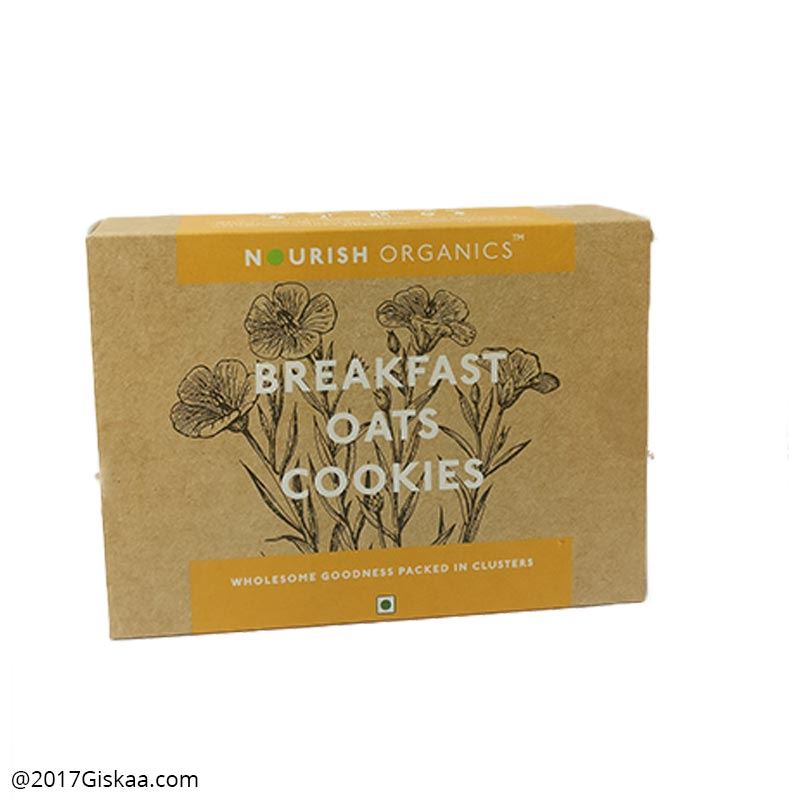 NOURISH ORGANICS™
BREAKFAST
OATS
COOKIES
WHOLESOME GOODNESS PACKED IN CLUSTERS
@2017Giskaa.com